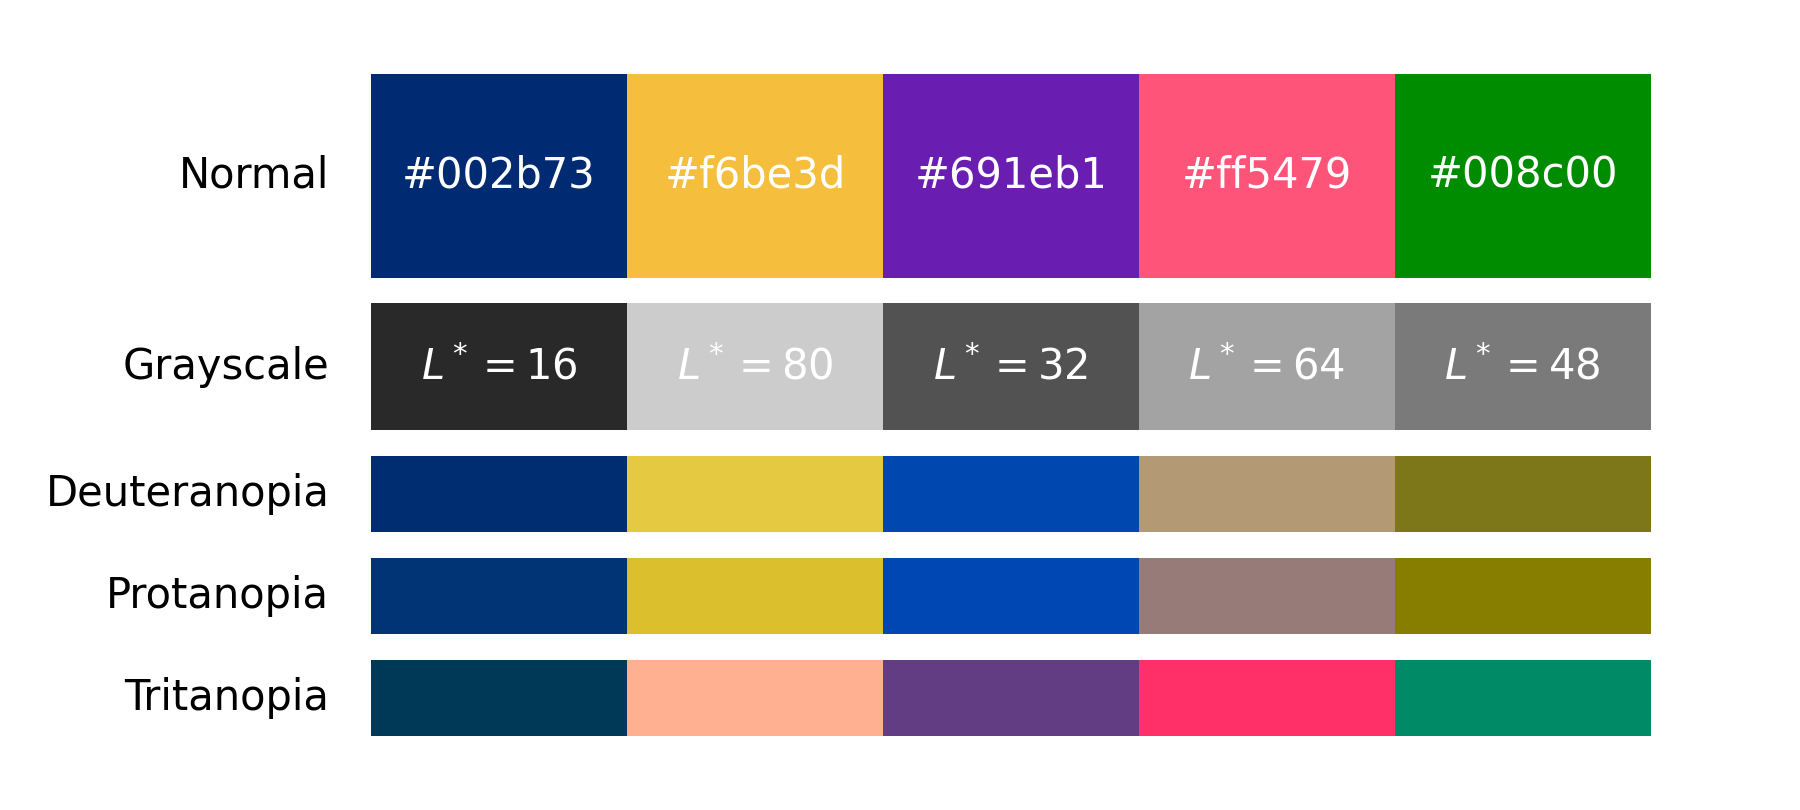 Normal #002b73 #f6be3d #691eb1 #ff5479 #008c00
Grayscale L* = 16 L* = 80 L* = 32 L* = 64 L* = 48
Deuteranopia
Protanopia
Tritanopia